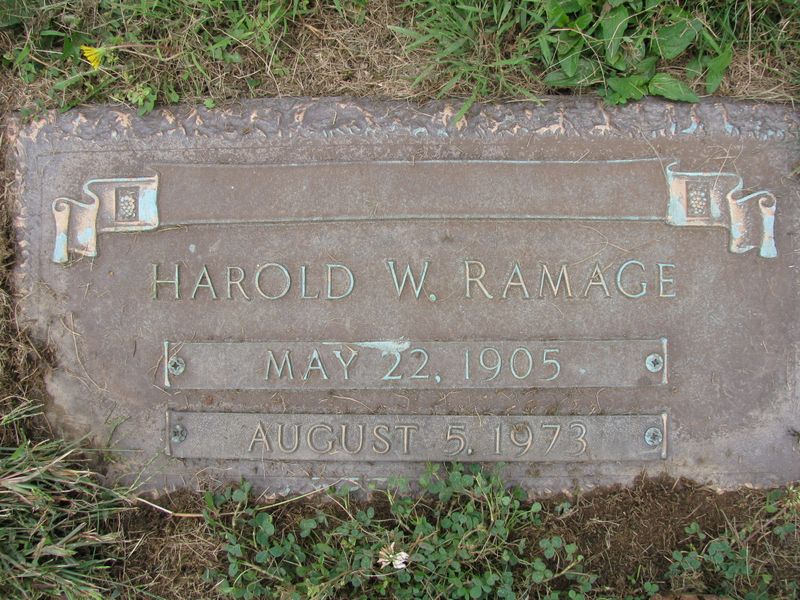 HAROLD W. RAMAGE
MAY 22, 1905
AUGUST 5, 1973